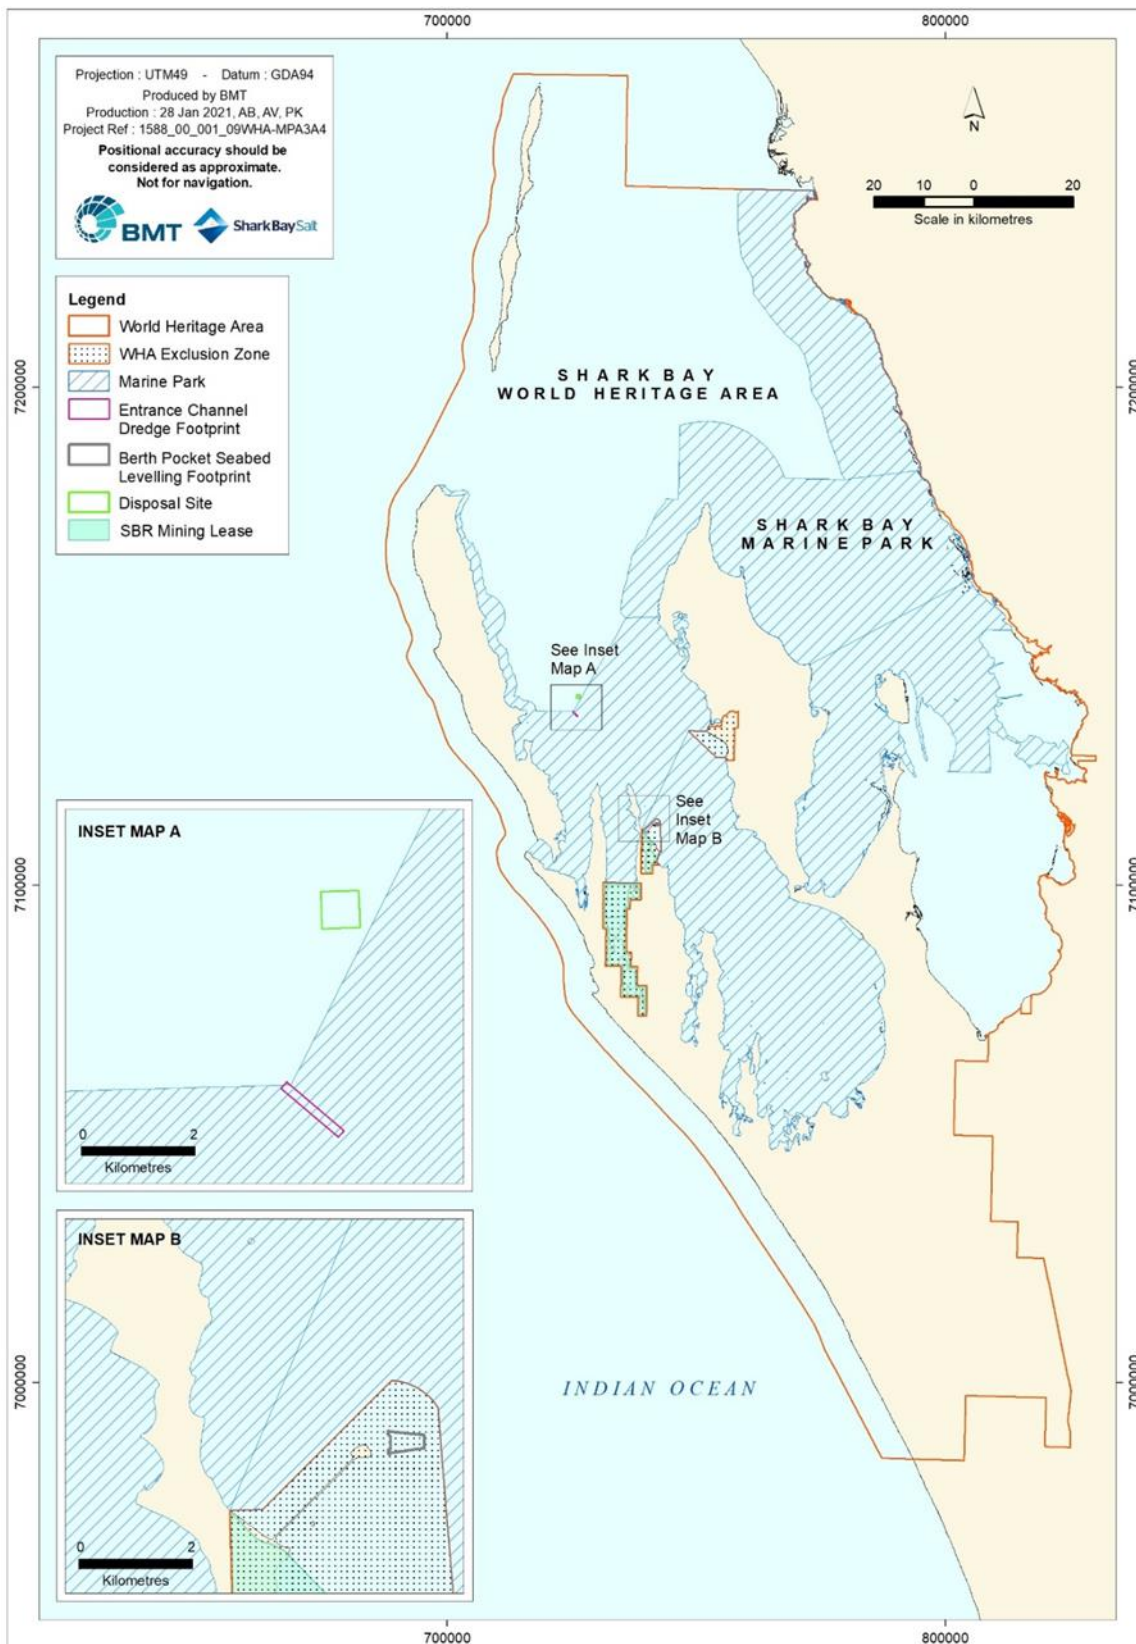 700000
800000
Projection : UTM49 - Datum : GDA94
Produced by BMT
Production : 28 Jan 2021, AB, AV, PK
Project Ref : 1588_00_001_09WHA-MPA3A4
Positional accuracy should be
considered as approximate.
Not for navigation.
BMT
SharkBaySalt
N
20 10 0 20
Scale in kilometres
Legend
World Heritage Area
WHA Exclusion Zone
Marine Park
Entrance Channel
Dredge Footprint
Berth Pocket Seabed
Levelling Footprint
Disposal Site
SBR Mining Lease
7200000
7200000
SHARK BAY
WORLD HERITAGE AREA
SHARK BAY
MARINE PARK
See Inset
Map A
See
Inset
Map B
7100000
7100000
INSET MAP A
0 2
Kilometres
INSET MAP B
0 2
Kilometres
INDIAN OCEAN
7000000
7000000
700000
800000